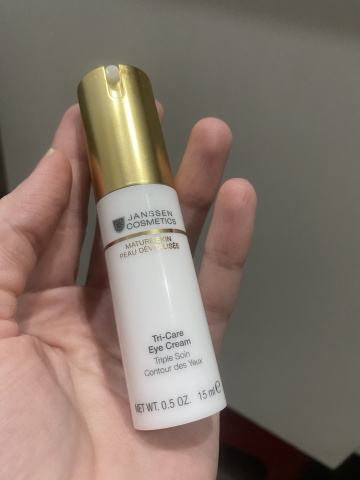 JANSSEN
COSMETICS
MATURE SKIN
PEAU DÉVITALISÉE
Tri-Care
Eye Cream
Triple Soin
Contour des Yeux
NET WT. 0.5 OZ. 15 ml ℮